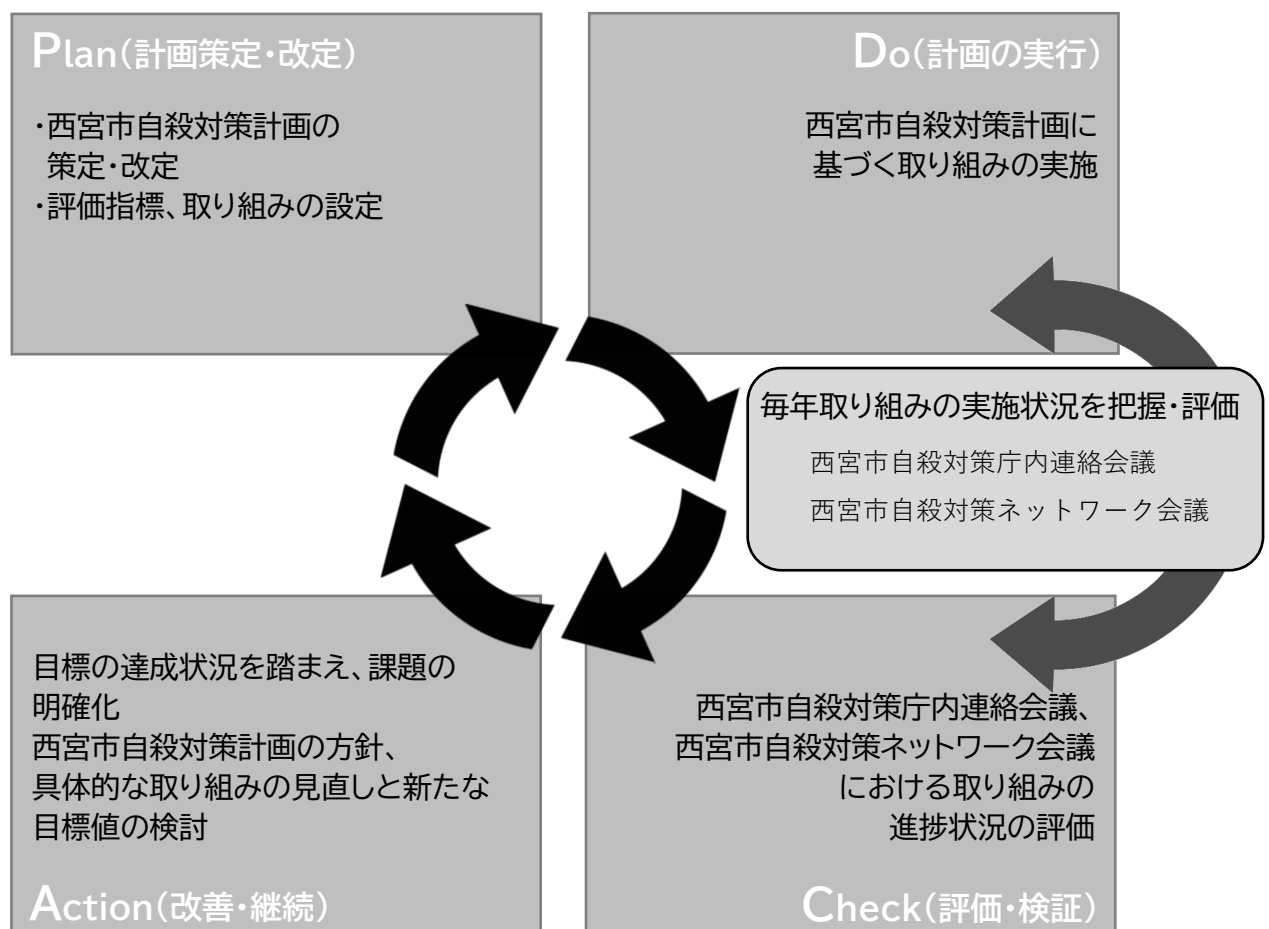 Plan(計画策定・改定)
・西宮市自殺対策計画の
策定・改定
・評価指標、取り組みの設定
Do(計画の実行)
西宮市自殺対策計画に
基づく取り組みの実施
毎年取り組みの実施状況を把握・評価
西宮市自殺対策庁内連絡会議
西宮市自殺対策ネットワーク会議
目標の達成状況を踏まえ、課題の
明確化
西宮市自殺対策計画の方針、
具体的な取り組みの見直しと新たな
目標値の検討
Action(改善・継続)
西宮市自殺対策庁内連絡会議、
西宮市自殺対策ネットワーク会議
における取り組みの
進捗状況の評価
Check(評価・検証)